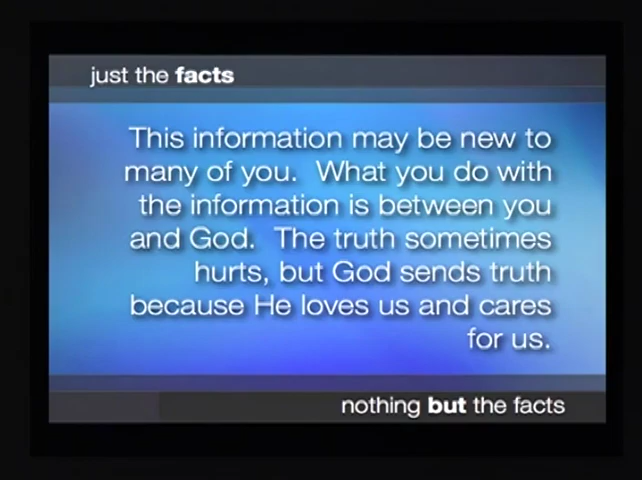 just the facts
This information may be new to
many of you.  What you do with
the information is between you
and God.  The truth sometimes
hurts, but God sends truth
because He loves us and cares
for us.
nothing but the facts